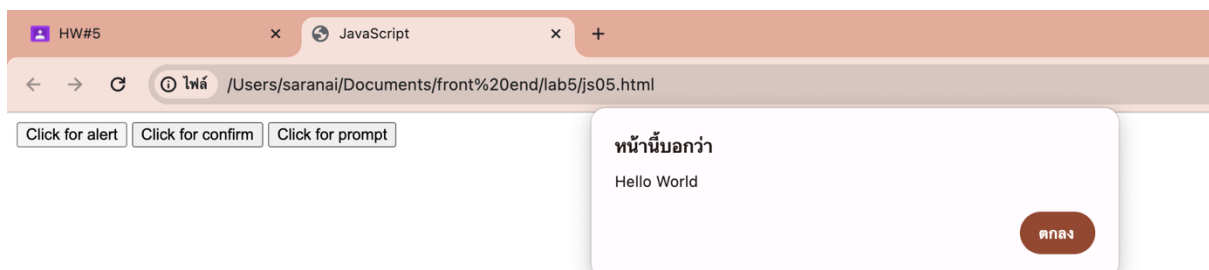 HW#5
JavaScript
ไฟล์ /Users/saranai/Documents/front%20end/lab5/js05.html
Click for alert Click for confirm Click for prompt
หน้านี้บอกว่า
Hello World
ตกลง